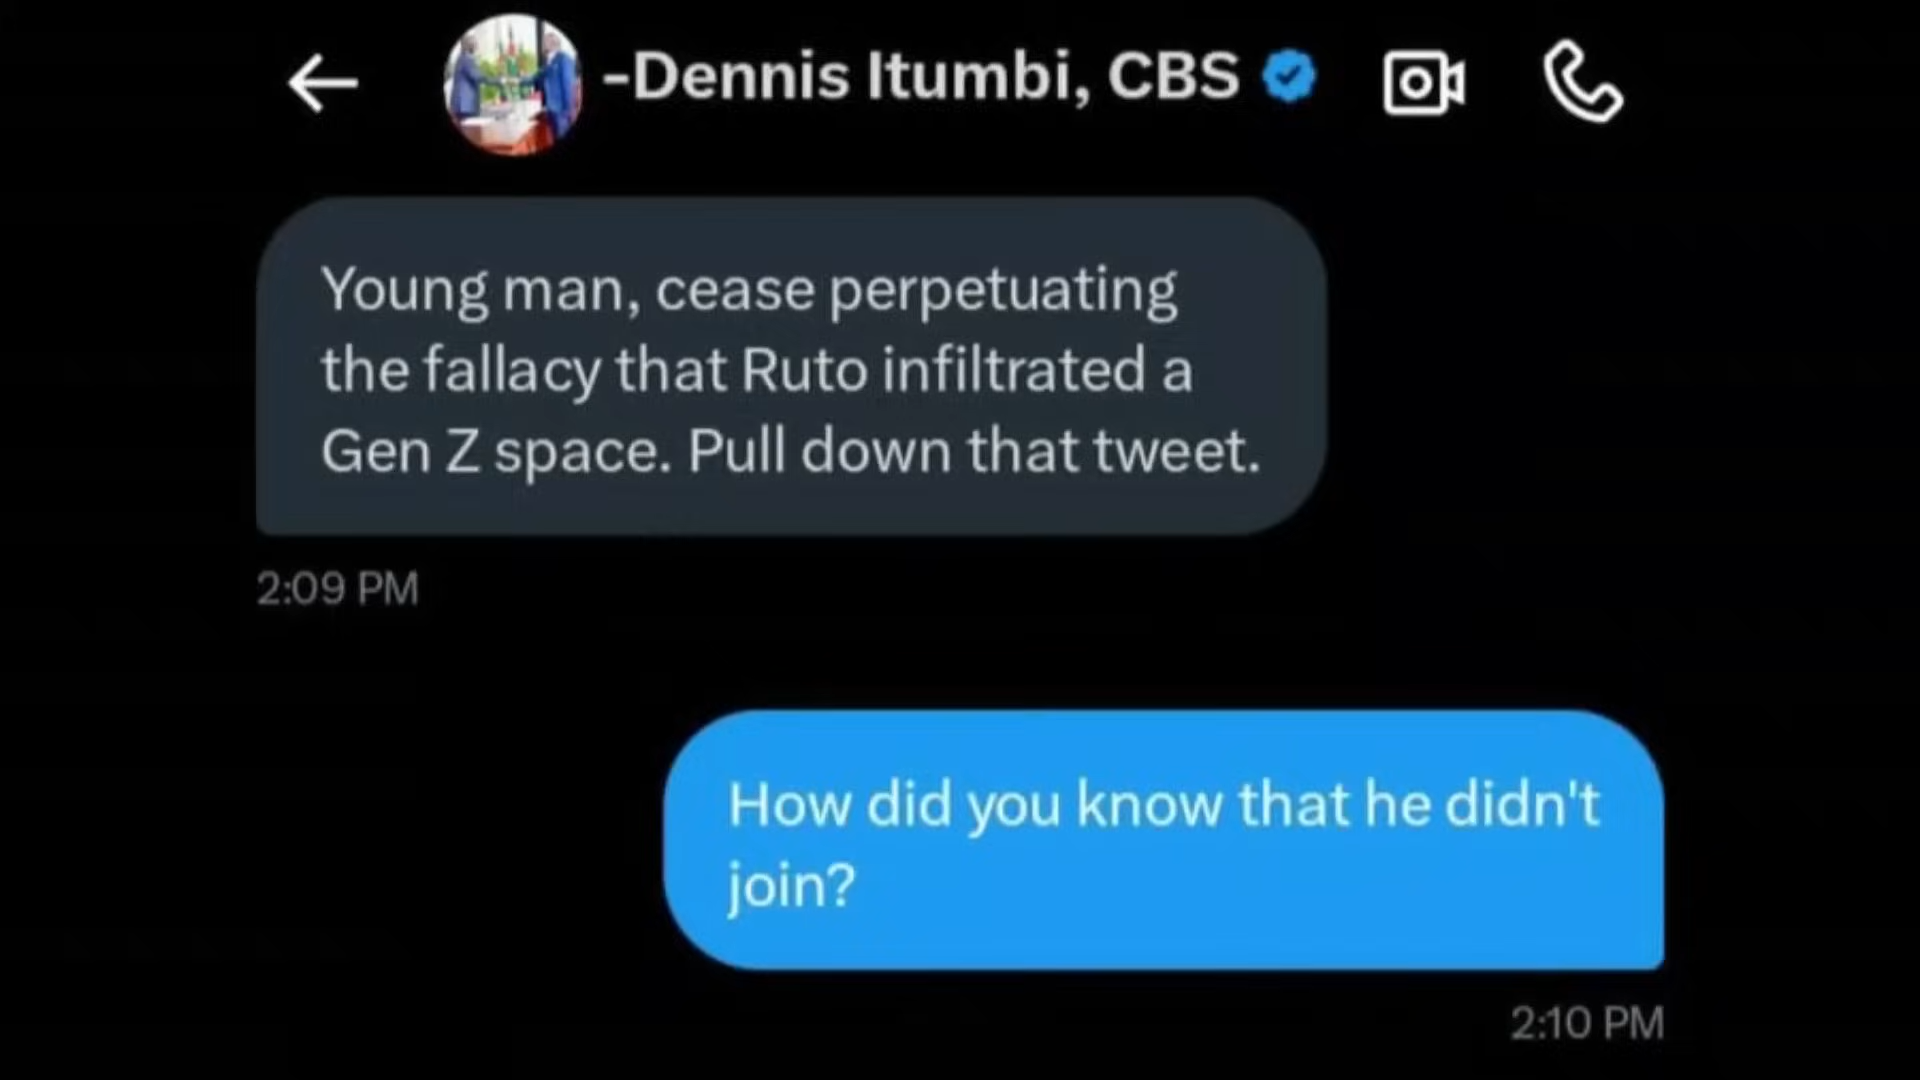 -Dennis Itumbi, CBS
Young man, cease perpetuating
the fallacy that Ruto infiltrated a
Gen Z space. Pull down that tweet.
2:09 PM
How did you know that he didn't
join?
2:10 PM